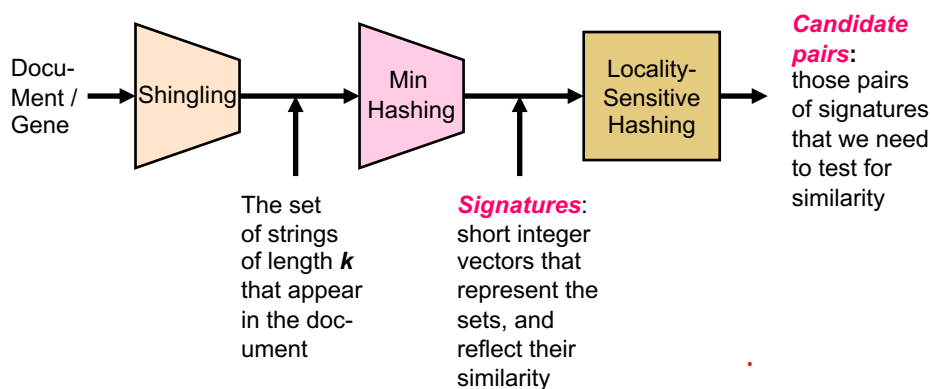 Docu-
Ment /
Gene
Shingling
Min
Hashing
Locality-
Sensitive
Hashing
Candidate
pairs:
those pairs
of signatures
that we need
to test for
similarity
The set
of strings
of length k
that appear
in the doc-
ument
Signatures:
short integer
vectors that
represent the
sets, and
reflect their
similarity